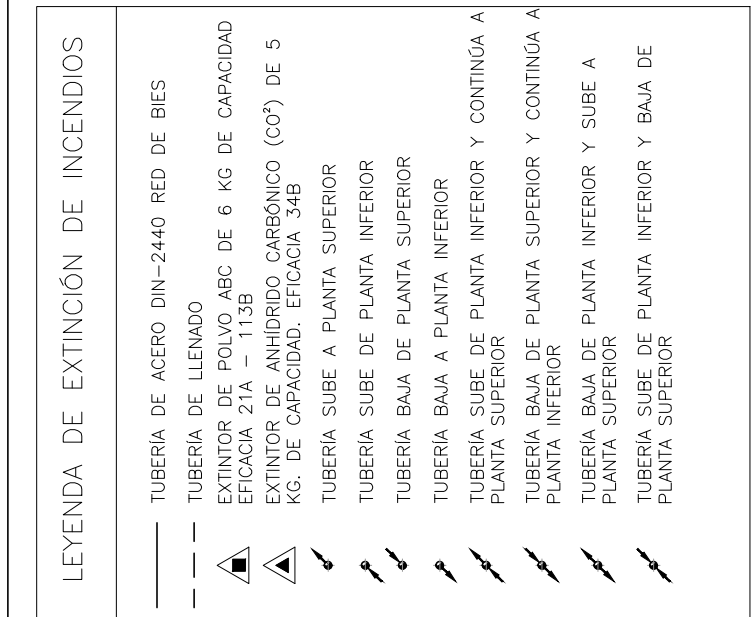 LEYENDA DE EXTINCIÓN DE INCENDIOS
TUBERÍA DE ACERO DIN-2440 RED DE BIES
TUBERÍA DE LLENADO
EXTINTOR DE POLVO ABC DE 6 KG DE CAPACIDAD
EFICACIA 21A - 113B
EXTINTOR DE ANHÍDRIDO CARBÓNICO (CO²) DE 5
KG. DE CAPACIDAD. EFICACIA 34B
TUBERÍA SUBE A PLANTA SUPERIOR
TUBERÍA SUBE DE PLANTA INFERIOR
TUBERÍA BAJA DE PLANTA SUPERIOR
TUBERÍA BAJA A PLANTA INFERIOR
TUBERÍA SUBE DE PLANTA INFERIOR Y CONTINÚA A
PLANTA SUPERIOR
TUBERÍA BAJA DE PLANTA SUPERIOR Y CONTINÚA A
PLANTA INFERIOR
TUBERÍA BAJA DE PLANTA INFERIOR Y SUBE A
PLANTA SUPERIOR
TUBERÍA SUBE DE PLANTA INFERIOR Y BAJA DE
PLANTA SUPERIOR